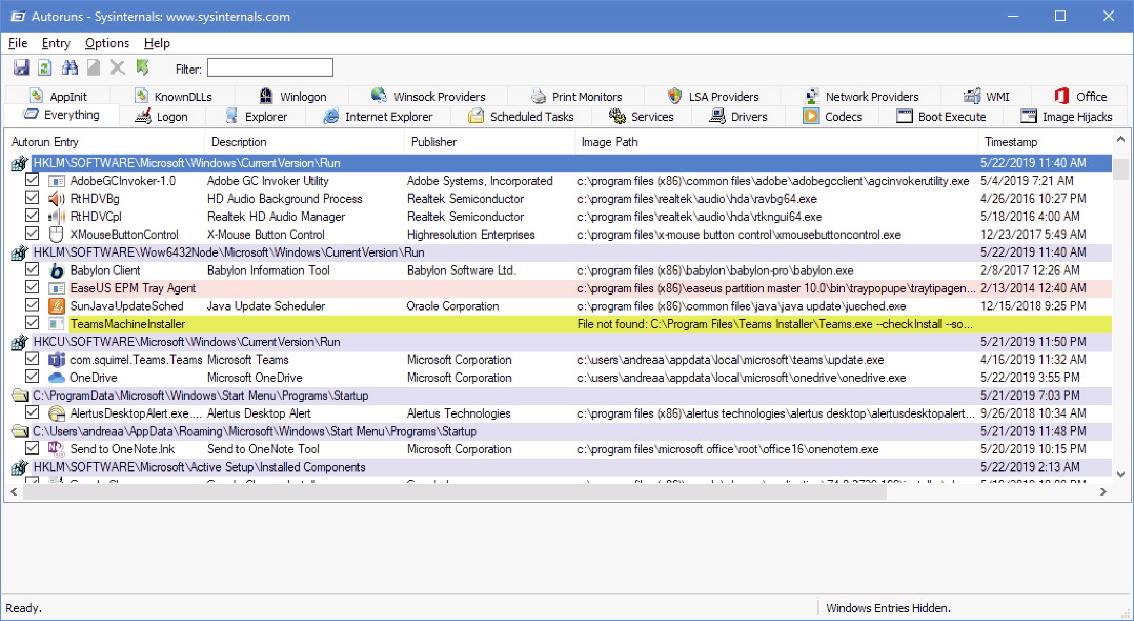 Autoruns - Sysinternals: www.sysinternals.com
File Entry Options Help
Filter:
AppInit KnownDLLs Winlogon Winsock Providers Print Monitors LSA Providers Network Providers WMI Office
Everything Logon Explorer Internet Explorer Scheduled Tasks Services Drivers Codecs Boot Execute Image Hijacks
Autorun Entry Description Publisher Image Path Timestamp
HKLM\SOFTWARE\Microsoft\Windows\CurrentVersion\Run 5/22/2019 11:40 AM
AdobeGCInvoker-1.0 Adobe GC Invoker Utility Adobe Systems, Incorporated c:\program files (x86)\common files\adobe\adobegcclient\agcinvokerutility.exe 5/4/2019 7:21 AM
RtHDVBg HD Audio Background Process Realtek Semiconductor c:\program files\realtek\audio\hda\ravbg64.exe 4/26/2016 10:27 PM
RtHDVCpl Realtek HD Audio Manager Realtek Semiconductor c:\program files\realtek\audio\hda\rtkngui64.exe 5/18/2016 4:00 AM
XMouseButtonControl X-Mouse Button Control Highresolution Enterprises c:\program files\x-mouse button control\xmousebuttoncontrol.exe 12/23/2017 5:49 AM
HKLM\SOFTWARE\Wow6432Node\Microsoft\Windows\CurrentVersion\Run 5/22/2019 11:40 AM
Babylon Client Babylon Information Tool Babylon Software Ltd. c:\program files (x86)\babylon\babylon-pro\babylon.exe 2/8/2017 12:26 AM
EaseUS EPM Tray Agent c:\program files (x86)\easeus partition master 10.0\bin\traypopupe\traytipagen... 2/13/2014 12:40 AM
SunJavaUpdateSched Java Update Scheduler Oracle Corporation c:\program files (x86)\common files\java\java update\jusched.exe 12/15/2018 9:25 PM
TeamsMachineInstaller File not found: C:\Program Files\Teams Installer\Teams.exe --checkInstall --so...
HKCU\SOFTWARE\Microsoft\Windows\CurrentVersion\Run 5/21/2019 11:50 PM
com.squirrel.Teams.Teams Microsoft Teams Microsoft Corporation c:\users\andreaa\appdata\local\microsoft\teams\update.exe 4/16/2019 11:32 AM
OneDrive Microsoft OneDrive Microsoft Corporation c:\users\andreaa\appdata\local\microsoft\onedrive\onedrive.exe 5/22/2019 3:55 PM
C:\ProgramData\Microsoft\Windows\Start Menu\Programs\Startup 5/21/2019 7:03 PM
AlertusDesktopAlert.exe.... Alertus Desktop Alert Alertus Technologies c:\program files (x86)\alertus technologies\alertus desktop\alertusdesktopalert... 9/26/2018 10:34 AM
C:\Users\andreaa\AppData\Roaming\Microsoft\Windows\Start Menu\Programs\Startup 5/21/2019 11:48 PM
Send to OneNote.lnk Send to OneNote Tool Microsoft Corporation c:\program files\microsoft office\root\office16\onenotem.exe 5/20/2019 10:15 PM
HKLM\SOFTWARE\Microsoft\Active Setup\Installed Components 5/22/2019 2:13 AM
Ready. Windows Entries Hidden.